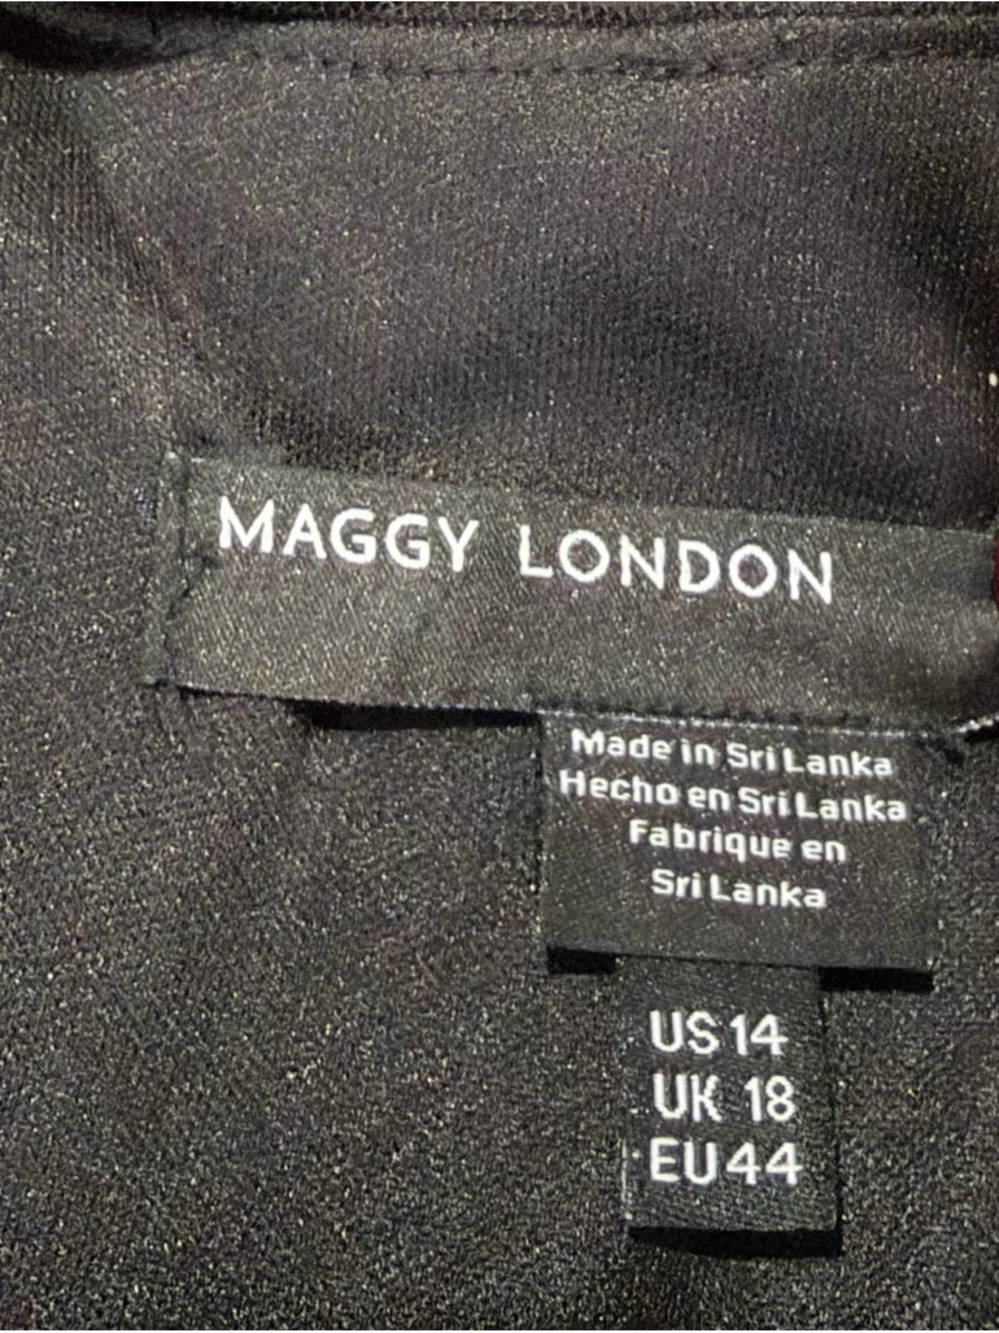 MAGGY LONDON
Made in Sri Lanka
Hecho en Sri Lanka
Fabrique en
Sri Lanka
US 14
UK 18
EU 44